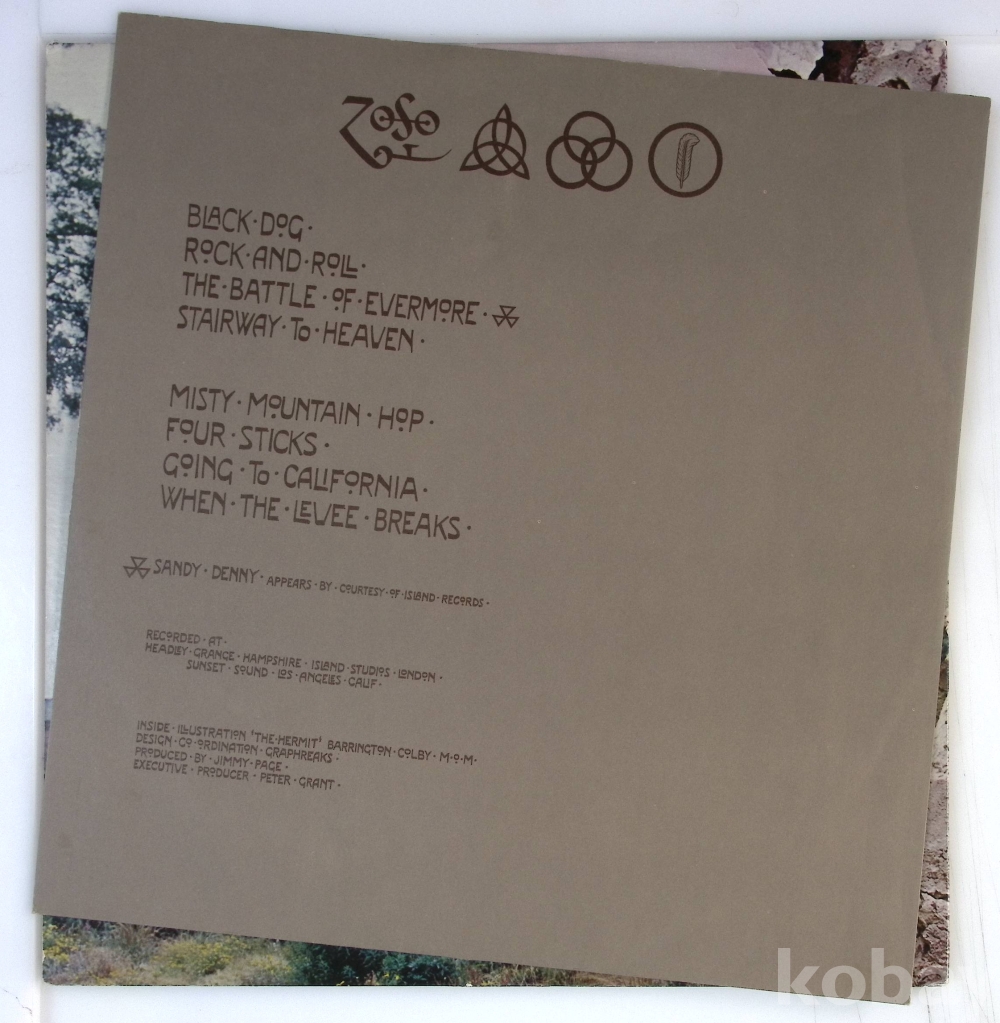 ZoSo
BLACK·DOG·
ROCK·AND·ROLL·
THE·BATTLE·OF·EVERMORE·
STAIRWAY·TO·HEAVEN·
MISTY·MOUNTAIN·HOP·
FOUR·STICKS·
GOING·TO·CALIFORNIA·
WHEN·THE·LEVEE·BREAKS·
SANDY·DENNY·APPEARS·BY·COURTESY·OF·ISLAND·RECORDS·
RECORDED·AT·
HEADLEY·GRANGE·HAMPSHIRE·ISLAND·STUDIOS·LONDON·
SUNSET·SOUND·LOS·ANGELES·CALIF·
INSIDE·ILLUSTRATION 'THE·HERMIT' BARRINGTON·COLBY·M·O·M·
DESIGN·CO-ORDINATION·GRAPHREAKS·
PRODUCED·BY·JIMMY·PAGE·
EXECUTIVE·PRODUCER·PETER·GRANT·